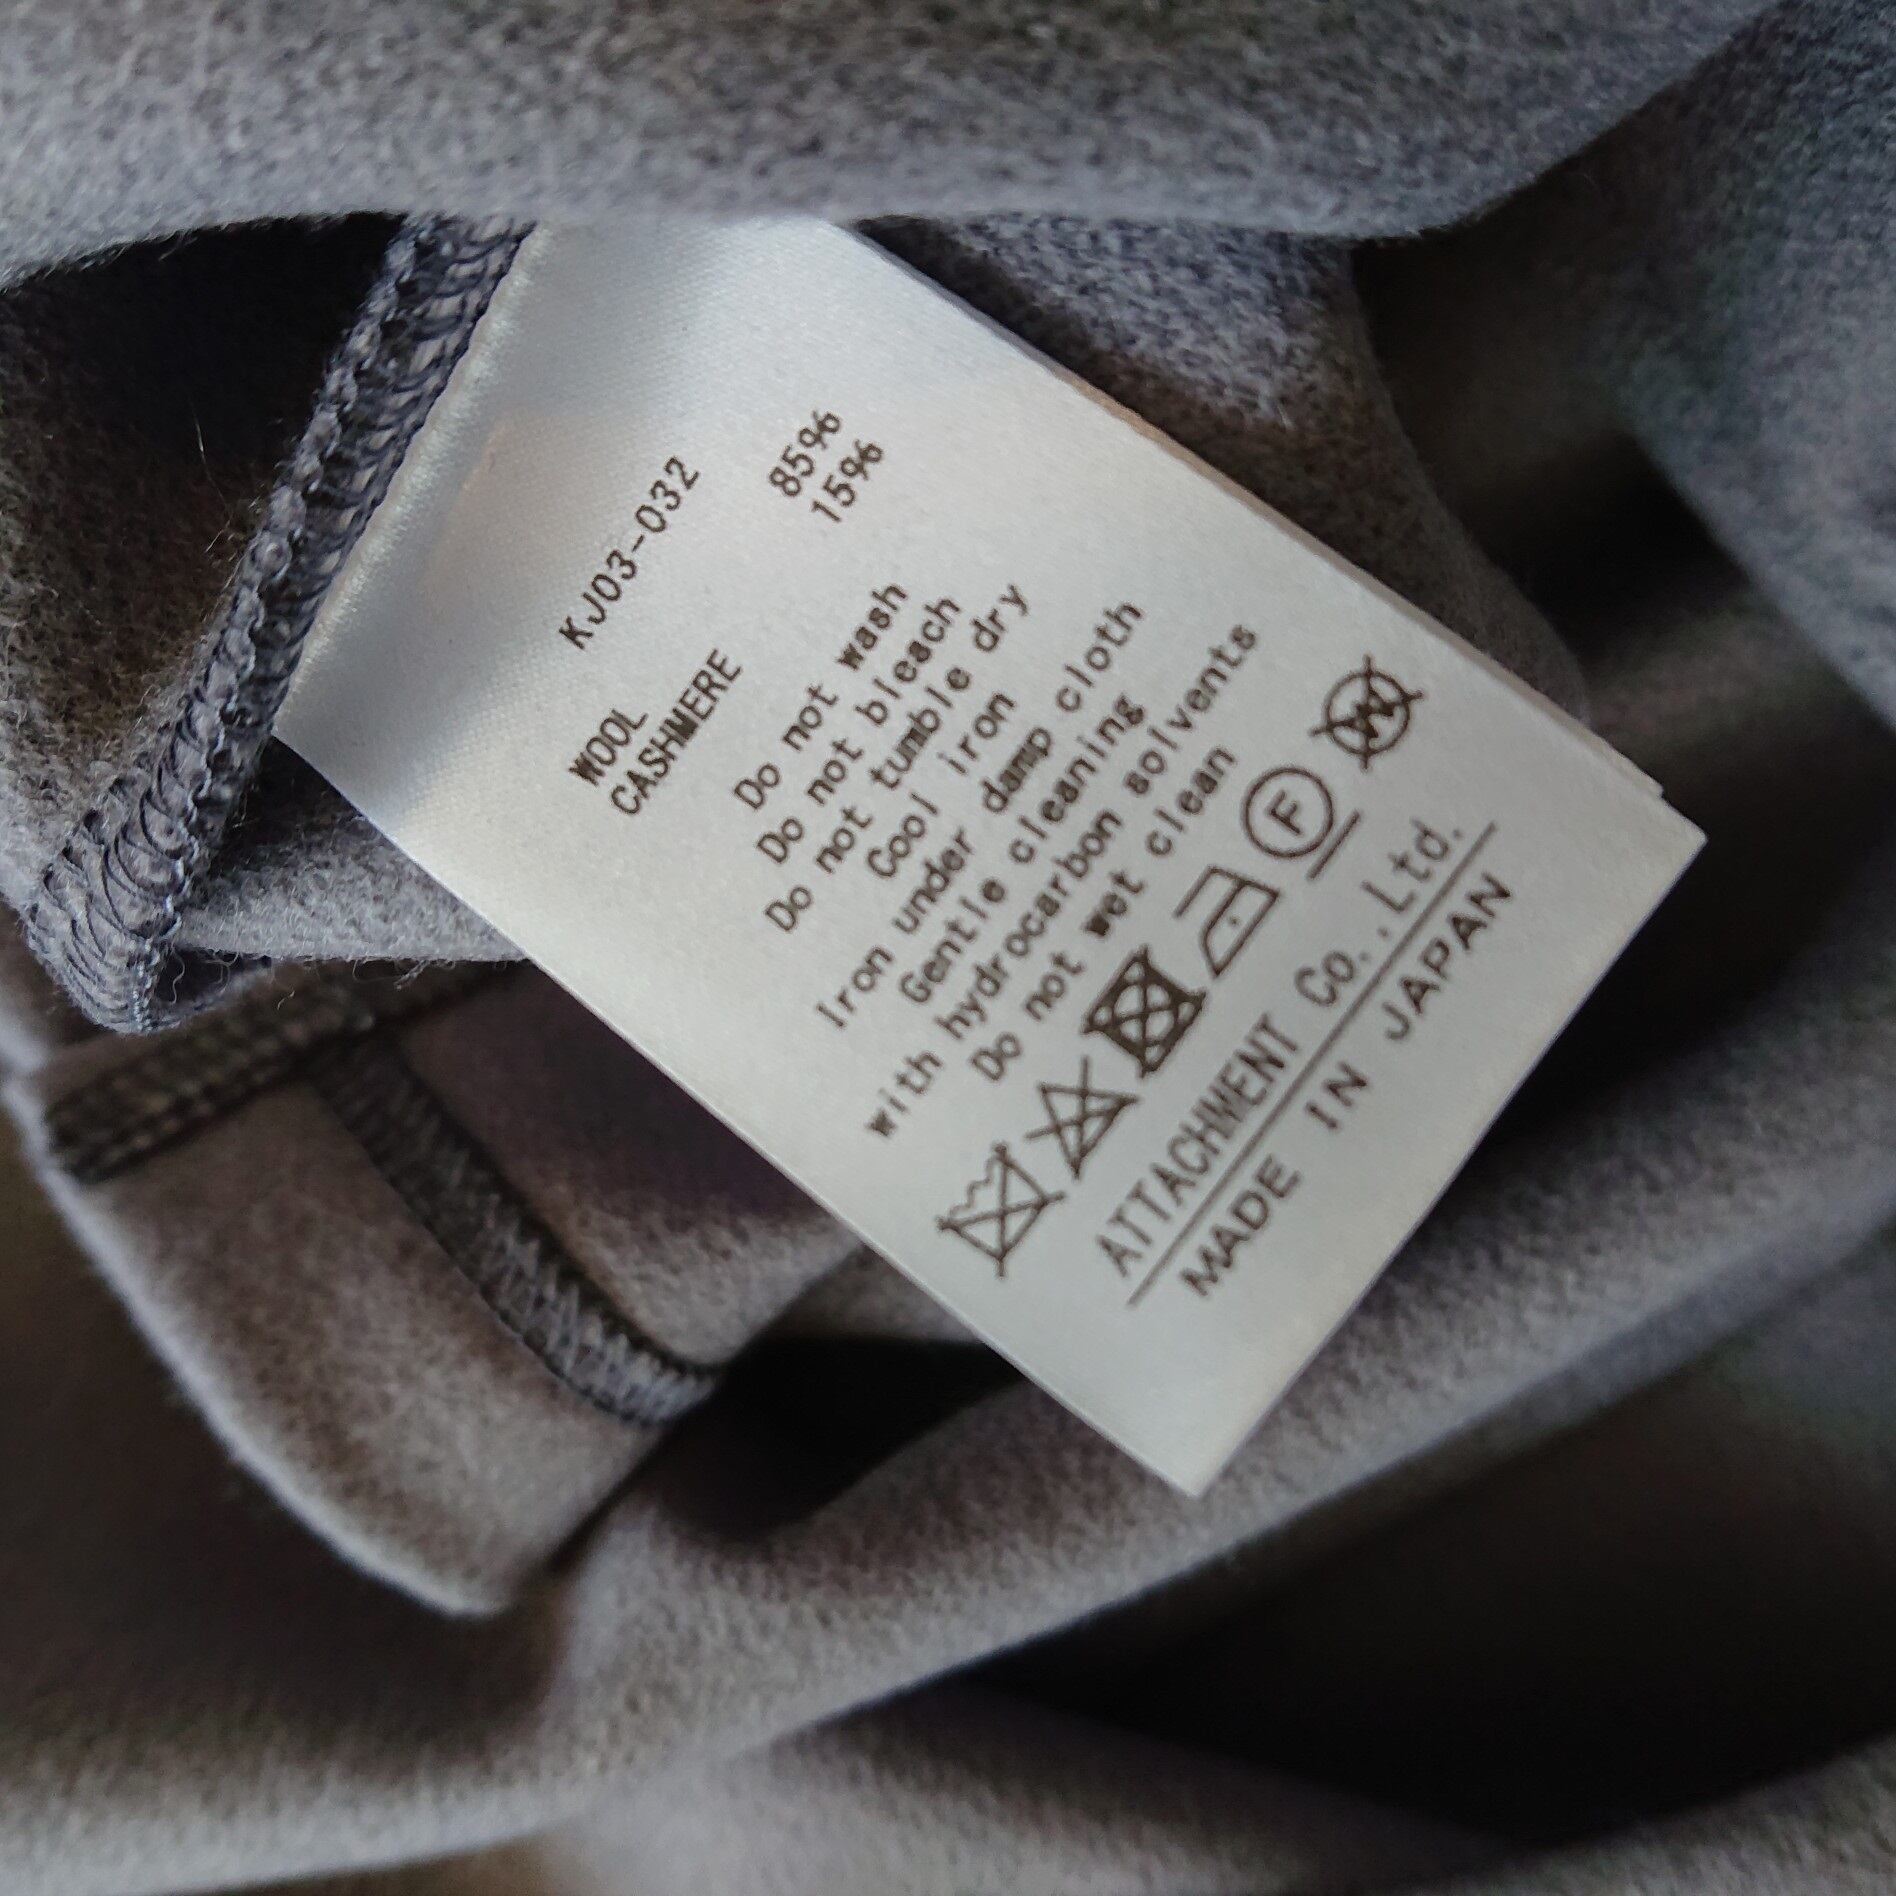 KJ03-032
WOOL 85%
CASHMERE 15%
Do not wash
Do not bleach
Do not tumble dry
Cool iron
Iron under damp cloth
Gentle cleaning
with hydrocarbon solvents
Do not wet clean
F W
ATTACHMENT Co.,Ltd.
MADE IN JAPAN